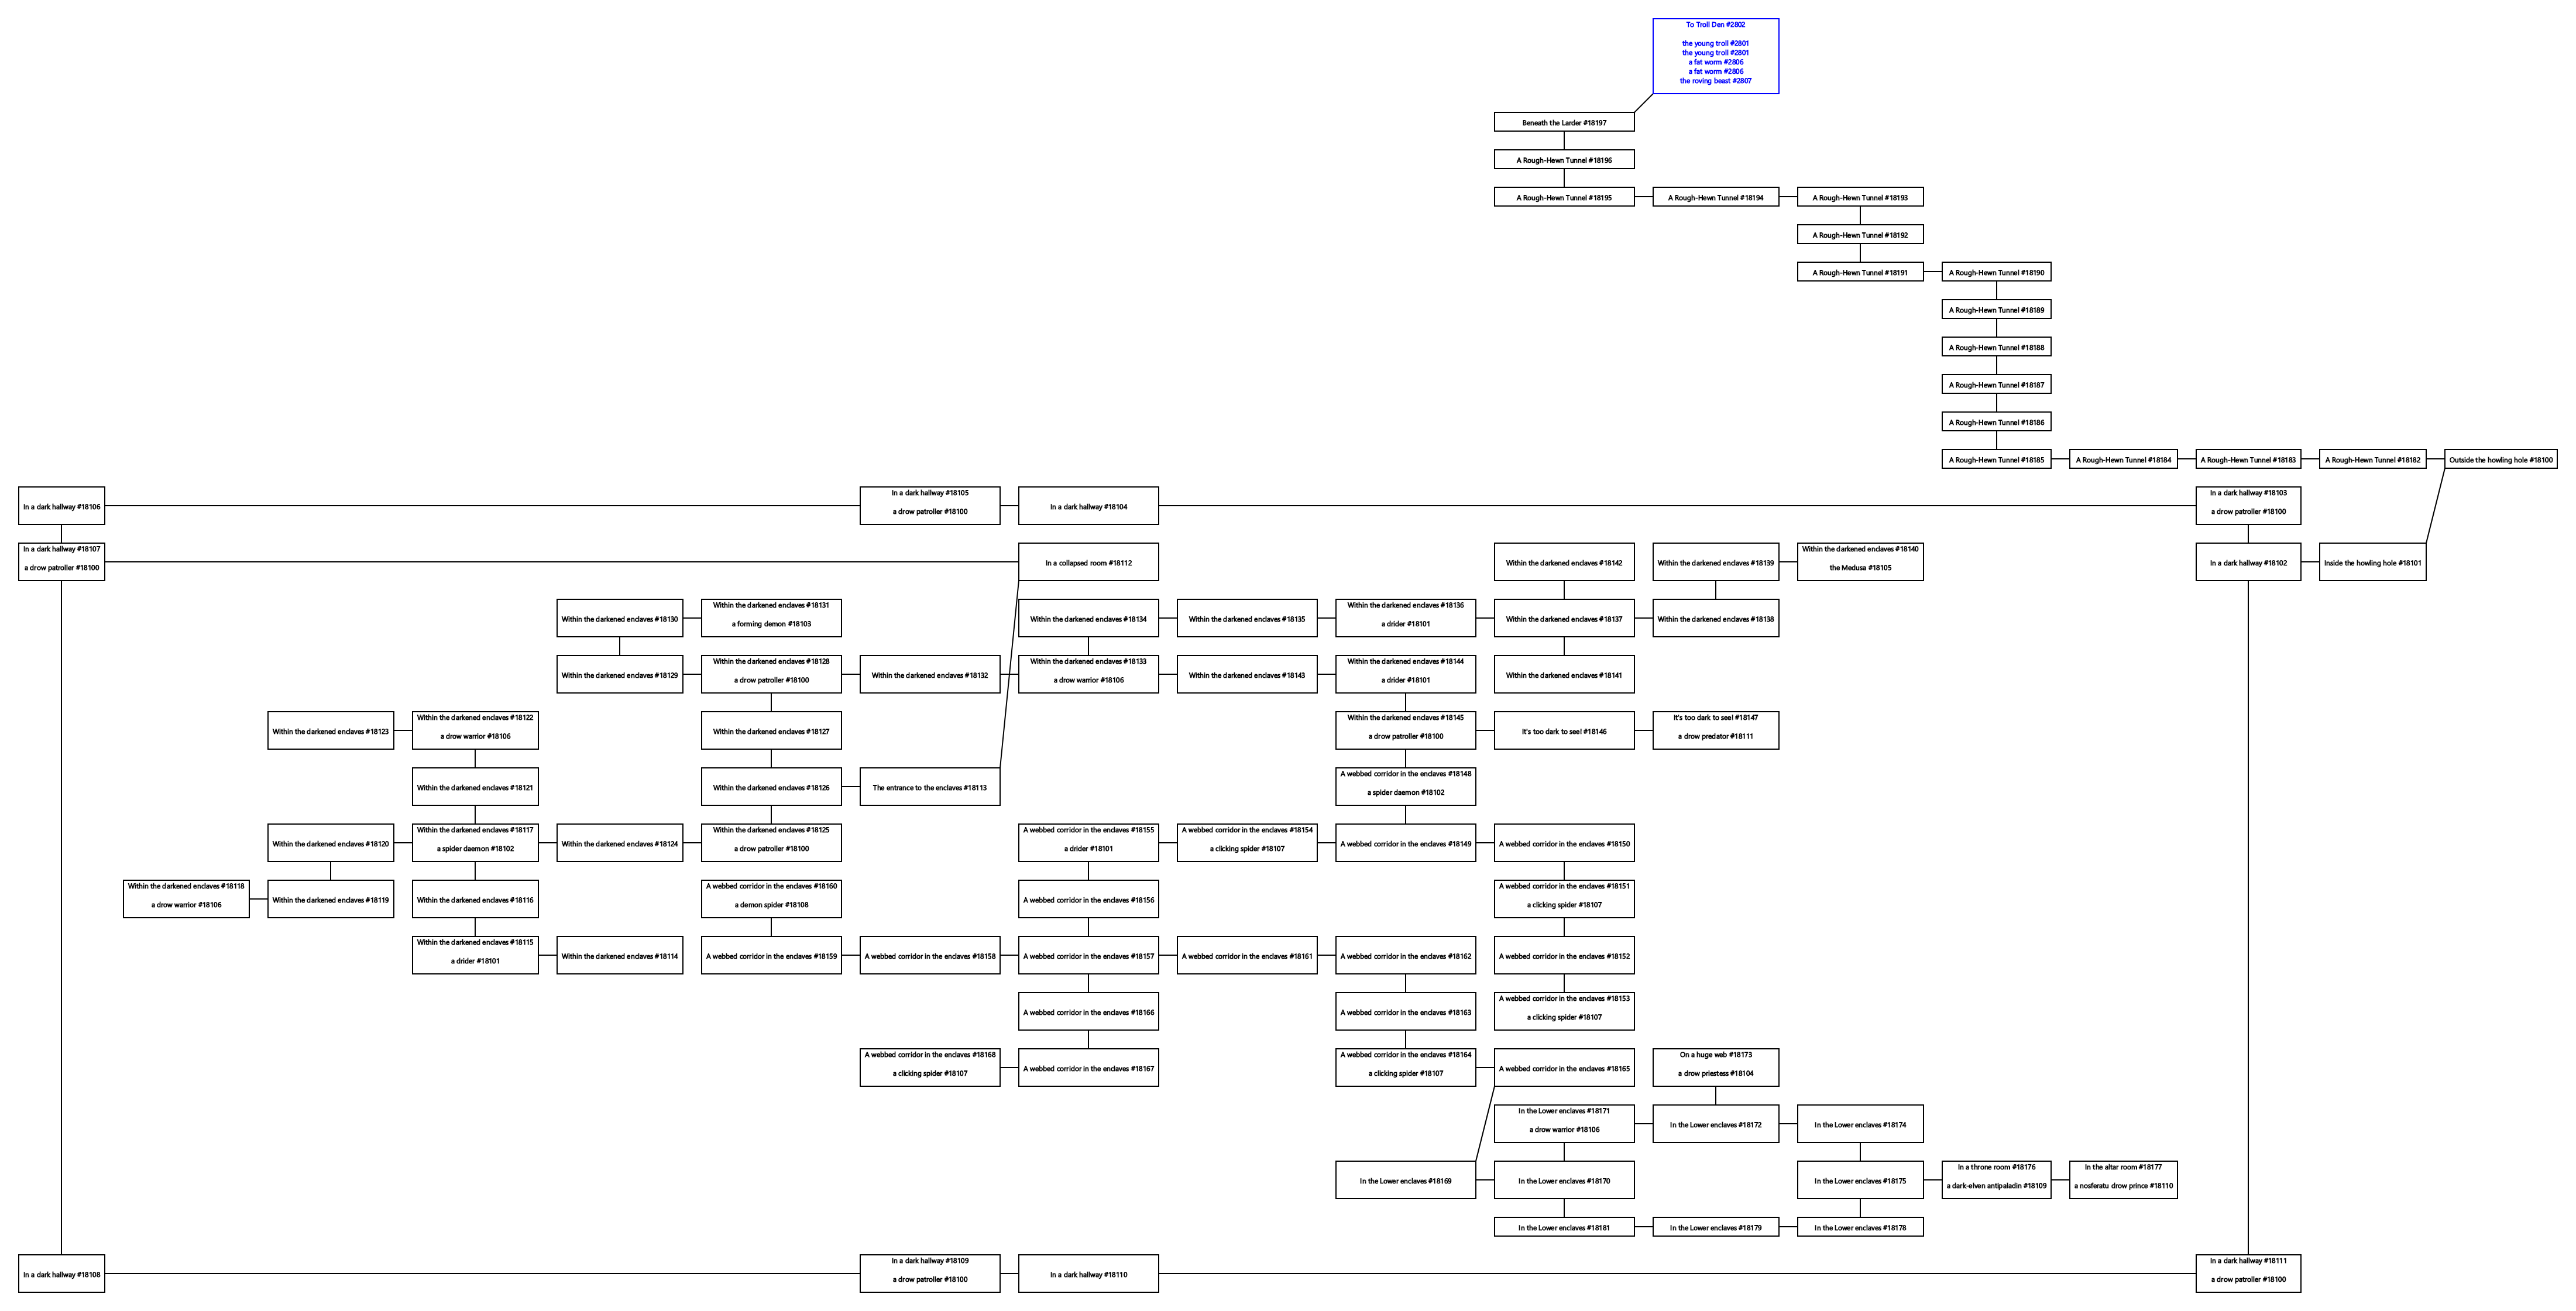 To Troll Den #2802
the young troll #2801
the young troll #2801
a fat worm #2806
a fat worm #2806
the roving beast #2807
Beneath the Larder #18197
A Rough-Hewn Tunnel #18196
A Rough-Hewn Tunnel #18195
A Rough-Hewn Tunnel #18194
A Rough-Hewn Tunnel #18193
A Rough-Hewn Tunnel #18192
A Rough-Hewn Tunnel #18191
A Rough-Hewn Tunnel #18190
A Rough-Hewn Tunnel #18189
A Rough-Hewn Tunnel #18188
A Rough-Hewn Tunnel #18187
A Rough-Hewn Tunnel #18186
A Rough-Hewn Tunnel #18185
A Rough-Hewn Tunnel #18184
A Rough-Hewn Tunnel #18183
A Rough-Hewn Tunnel #18182
Outside the howling hole #18100
In a dark hallway #18106
In a dark hallway #18105
a drow patroller #18100
In a dark hallway #18104
In a dark hallway #18103
a drow patroller #18100
In a dark hallway #18107
a drow patroller #18100
In a collapsed room #18112
Within the darkened enclaves #18142
Within the darkened enclaves #18139
Within the darkened enclaves #18140
the Medusa #18105
In a dark hallway #18102
Inside the howling hole #18101
Within the darkened enclaves #18130
Within the darkened enclaves #18131
a forming demon #18103
Within the darkened enclaves #18134
Within the darkened enclaves #18135
Within the darkened enclaves #18136
a drider #18101
Within the darkened enclaves #18137
Within the darkened enclaves #18138
Within the darkened enclaves #18129
Within the darkened enclaves #18128
a drow patroller #18100
Within the darkened enclaves #18132
Within the darkened enclaves #18133
a drow warrior #18106
Within the darkened enclaves #18143
Within the darkened enclaves #18144
a drider #18101
Within the darkened enclaves #18141
Within the darkened enclaves #18123
Within the darkened enclaves #18122
a drow warrior #18106
Within the darkened enclaves #18127
Within the darkened enclaves #18145
a drow patroller #18100
It's too dark to see! #18146
It's too dark to see! #18147
a drow predator #18111
Within the darkened enclaves #18121
Within the darkened enclaves #18126
The entrance to the enclaves #18113
A webbed corridor in the enclaves #18148
a spider daemon #18102
Within the darkened enclaves #18120
Within the darkened enclaves #18117
a spider daemon #18102
Within the darkened enclaves #18124
Within the darkened enclaves #18125
a drow patroller #18100
A webbed corridor in the enclaves #18155
a drider #18101
A webbed corridor in the enclaves #18154
a clicking spider #18107
A webbed corridor in the enclaves #18149
A webbed corridor in the enclaves #18150
Within the darkened enclaves #18118
a drow warrior #18106
Within the darkened enclaves #18119
Within the darkened enclaves #18116
A webbed corridor in the enclaves #18160
a demon spider #18108
A webbed corridor in the enclaves #18156
A webbed corridor in the enclaves #18151
a clicking spider #18107
Within the darkened enclaves #18115
a drider #18101
Within the darkened enclaves #18114
A webbed corridor in the enclaves #18159
A webbed corridor in the enclaves #18158
A webbed corridor in the enclaves #18157
A webbed corridor in the enclaves #18161
A webbed corridor in the enclaves #18162
A webbed corridor in the enclaves #18152
A webbed corridor in the enclaves #18166
A webbed corridor in the enclaves #18163
A webbed corridor in the enclaves #18153
a clicking spider #18107
A webbed corridor in the enclaves #18168
a clicking spider #18107
A webbed corridor in the enclaves #18167
A webbed corridor in the enclaves #18164
a clicking spider #18107
A webbed corridor in the enclaves #18165
On a huge web #18173
a drow priestess #18104
In the Lower enclaves #18171
a drow warrior #18106
In the Lower enclaves #18172
In the Lower enclaves #18174
In the Lower enclaves #18169
In the Lower enclaves #18170
In the Lower enclaves #18175
In a throne room #18176
a dark-elven antipaladin #18109
In the altar room #18177
a nosferatu drow prince #18110
In the Lower enclaves #18181
In the Lower enclaves #18179
In the Lower enclaves #18178
In a dark hallway #18108
In a dark hallway #18109
a drow patroller #18100
In a dark hallway #18110
In a dark hallway #18111
a drow patroller #18100